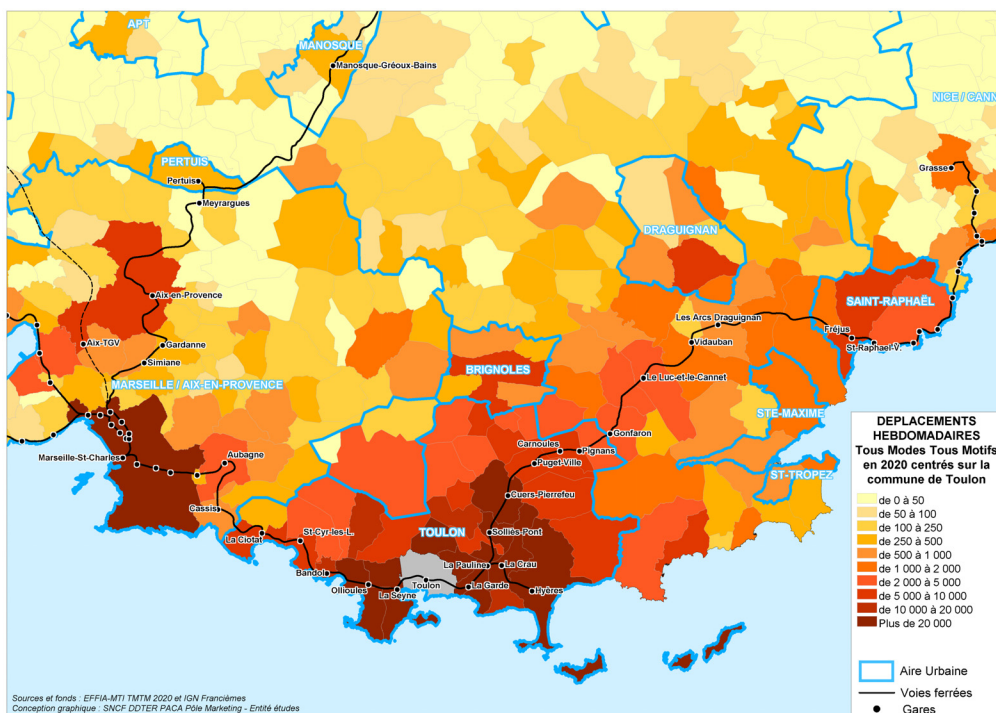 APT
MANOSQUE
Manosque-Gréoux-Bains
NICE / CANN
PERTUIS
Pertuis
Meyrargues
Grasse
DRAGUIGNAN
Aix-en-Provence
SAINT-RAPHAËL
Les Arcs Draguignan
Fréjus
Aix-TGV
Gardanne
Vidauban
St-Raphael-V.
Simiane
BRIGNOLES
Le Luc-et-le-Cannet
MARSEILLE / AIX-EN-PROVENCE
STE-MAXIME
Gonfaron
Carnoules
Pignans
Marseille-St-Charles
Aubagne
Puget-Ville
ST-TROPEZ
Cuers-Pierrefeu
Cassis
St-Cyr-les-L.
TOULON
Solliès-Pont
La Ciotat
Bandol
La Pauline
La Crau
Toulon
Ollioules
La Seyne
La Garde
Hyères
DEPLACEMENTS
HEBDOMADAIRES
Tous Modes Tous Motifs
en 2020 centrés sur la
commune de Toulon
de 0 à 50
de 50 à 100
de 100 à 250
de 250 à 500
de 500 à 1 000
de 1 000 à 2 000
de 2 000 à 5 000
de 5 000 à 10 000
de 10 000 à 20 000
Plus de 20 000
Aire Urbaine
Voies ferrées
Gares
Sources et fonds : EFFIA-MTI TMTM 2020 et IGN Francièmes
Conception graphique : SNCF DDTER PACA Pôle Marketing - Entité études